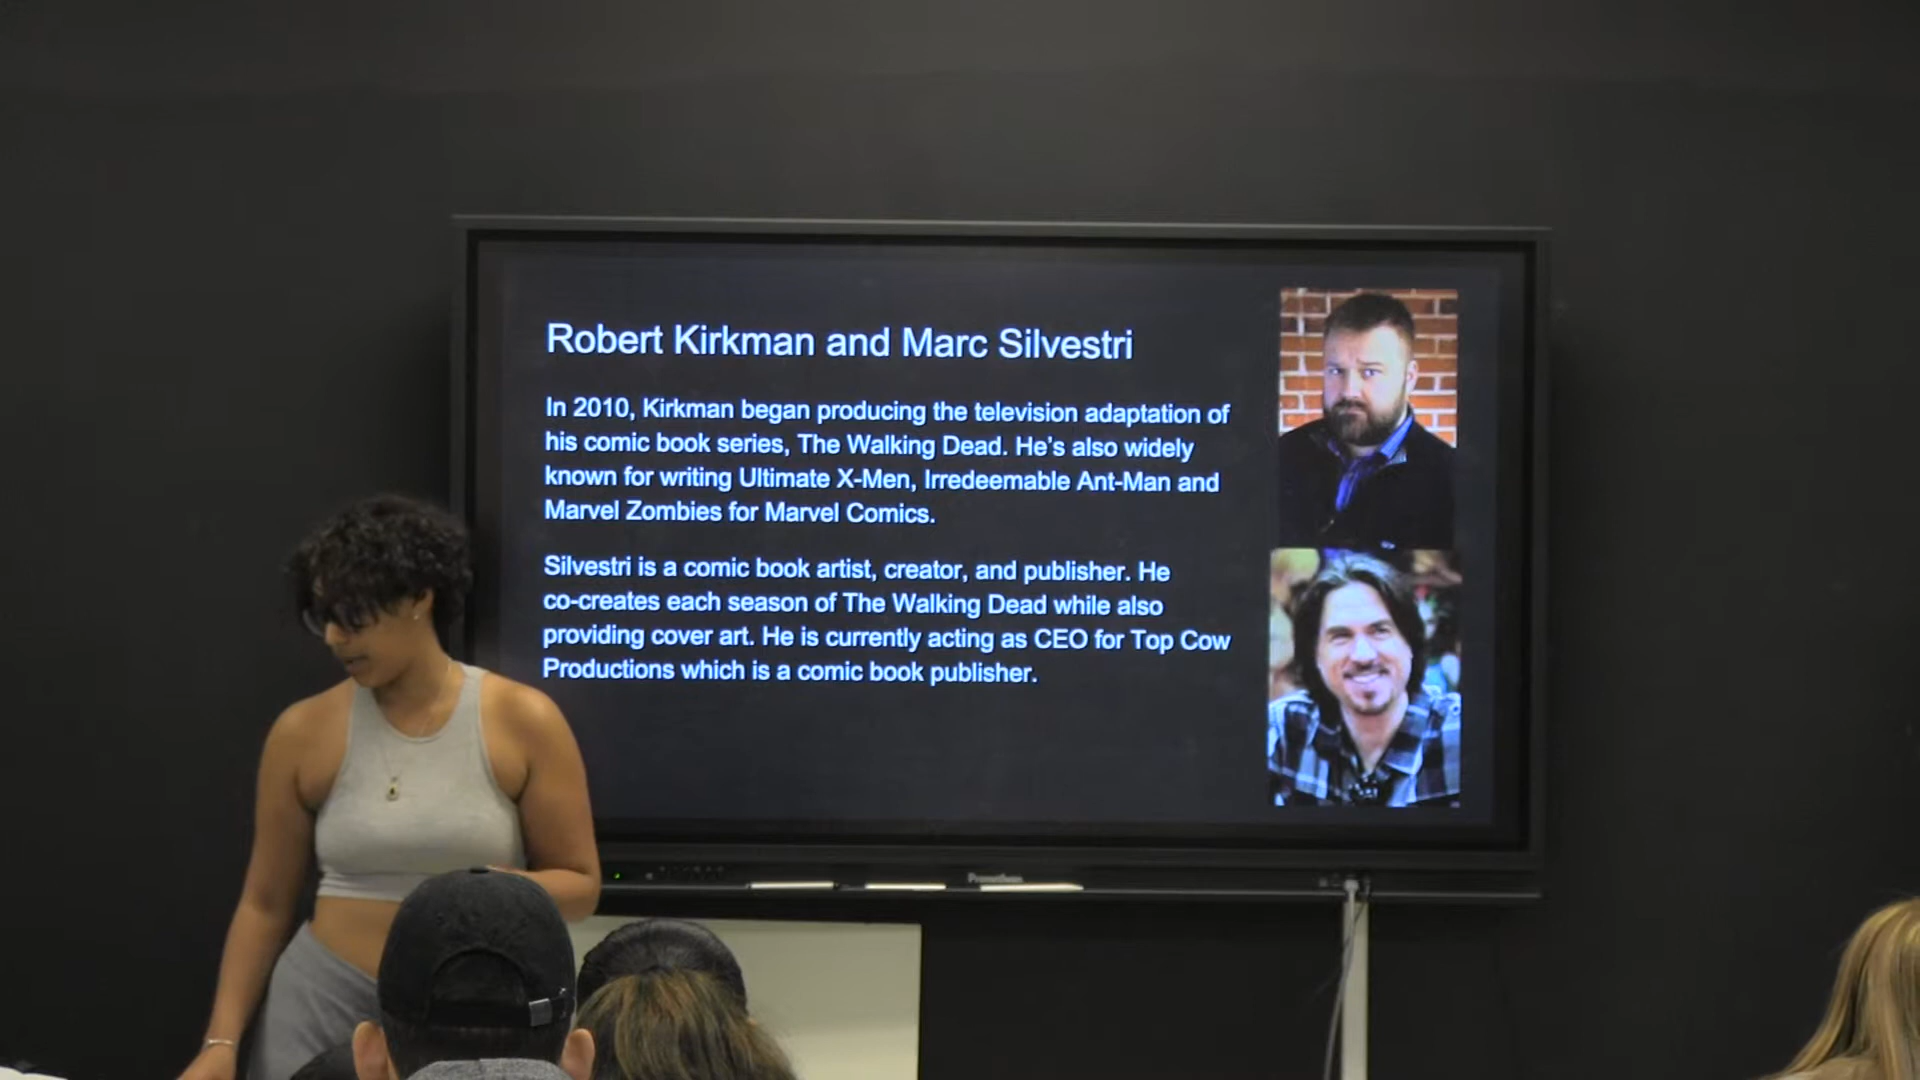 Robert Kirkman and Marc Silvestri
In 2010, Kirkman began producing the television adaptation of
his comic book series, The Walking Dead. He's also widely
known for writing Ultimate X-Men, Irredeemable Ant-Man and
Marvel Zombies for Marvel Comics.
Silvestri is a comic book artist, creator, and publisher. He
co-creates each season of The Walking Dead while also
providing cover art. He is currently acting as CEO for Top Cow
Productions which is a comic book publisher.
Promethean